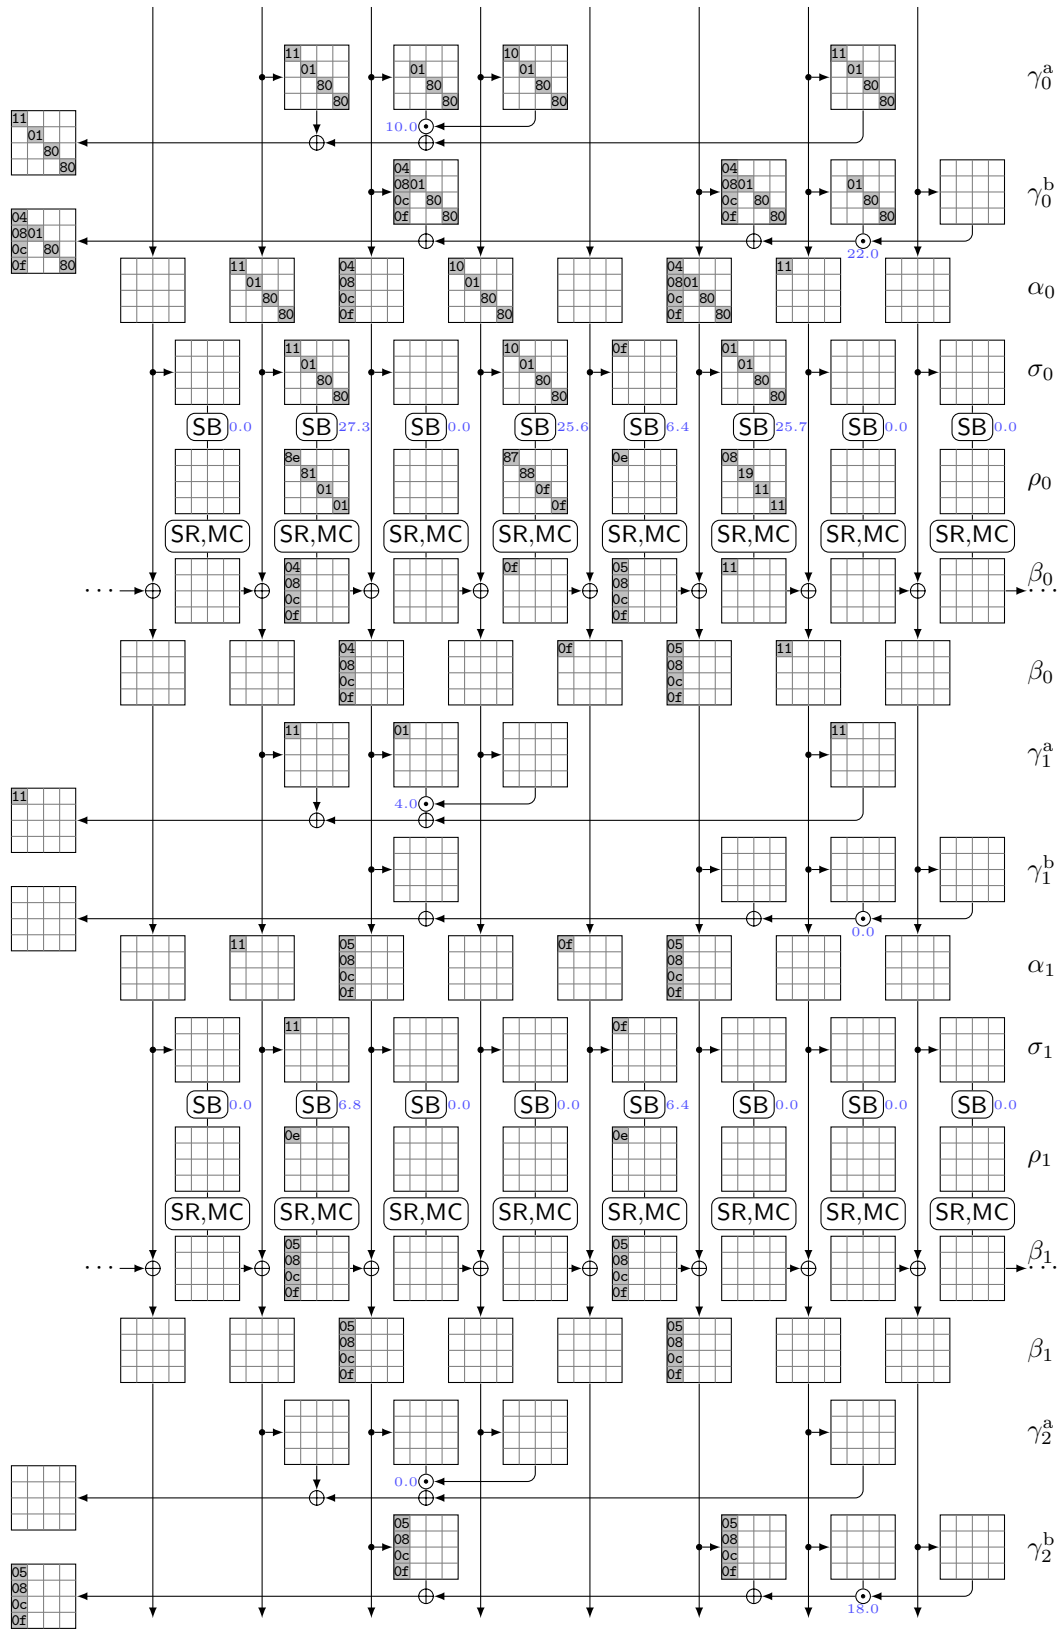 11 10 11
01 01 01 01 γ₀ᵃ
80 80 80 80
80 80 80 80
11 10.0
01
80
80
04 04
0801 0801 01 γ₀ᵇ
0c 80 0c 80 80
0f 80 0f 80 80
04
0801
0c 80
0f 80
22.0
11 04 10 04 11
01 08 01 0801 α₀
80 0c 80 0c 80
80 0f 80 0f 80
11 10 0f 01
01 01 01 σ₀
80 80 80
80 80 80
SB 0.0 SB 27.3 SB 0.0 SB 25.6 SB 6.4 SB 25.7 SB 0.0 SB 0.0
8e 87 0e 08
81 88 19 ρ₀
01 0f 11
01 0f 11
SR,MC SR,MC SR,MC SR,MC SR,MC SR,MC SR,MC SR,MC
04 0f 05 11 β₀
08 08
··· 0c 0c ···
0f 0f
04 0f 05 11
08 08 β₀
0c 0c
0f 0f
11 01 11
γ₁ᵃ
11 4.0
γ₁ᵇ
0.0
11 05 0f 05
08 08 α₁
0c 0c
0f 0f
11 0f
σ₁
SB 0.0 SB 6.8 SB 0.0 SB 0.0 SB 6.4 SB 0.0 SB 0.0 SB 0.0
0e 0e
ρ₁
SR,MC SR,MC SR,MC SR,MC SR,MC SR,MC SR,MC SR,MC
05 05 β₁
08 08
··· 0c 0c ···
0f 0f
05 05
08 08 β₁
0c 0c
0f 0f
γ₂ᵃ
0.0
05 05
08 08 γ₂ᵇ
0c 0c
0f 0f
05
08
0c
0f
18.0